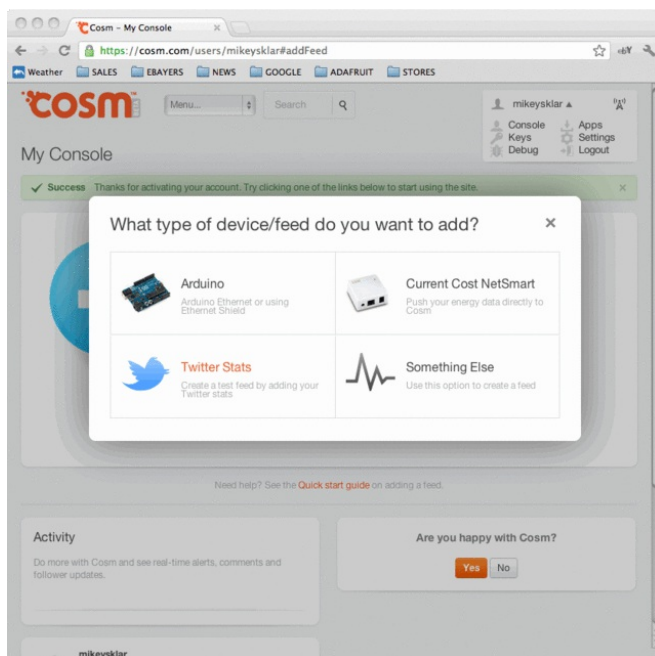 Cosm - My Console
https://cosm.com/users/mikeysklar#addFeed
Weather SALES EBAYERS NEWS GOOGLE ADAFRUIT STORES
COSM Menu... Search mikeysklar
Console Apps
Keys Settings
Debug Logout
My Console
Success Thanks for activating your account. Try clicking one of the links below to start using the site.
What type of device/feed do you want to add?
Arduino
Arduino Ethernet or using
Ethernet Shield
Current Cost NetSmart
Push your energy data directly to
Cosm
Twitter Stats
Create a test feed by adding your
Twitter stats
Something Else
Use this option to create a feed
Need help? See the Quick start guide on adding a feed.
Activity
Do more with Cosm and see real-time alerts, comments and
follower updates.
Are you happy with Cosm?
Yes No
mikeysklar